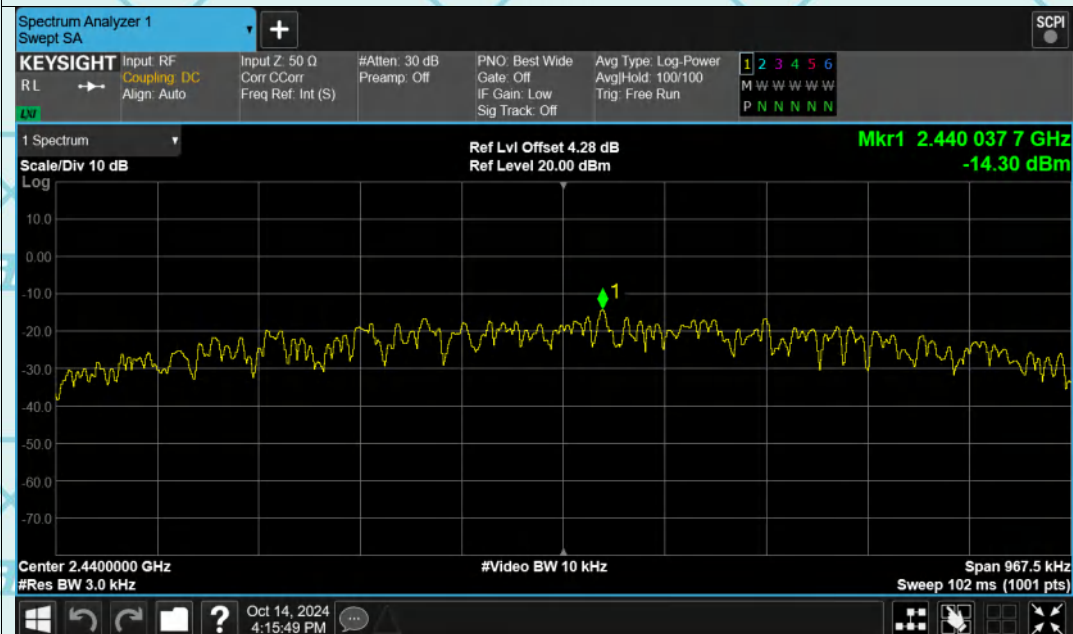 Spectrum Analyzer 1
Swept SA
+
SCPI
KEYSIGHT
RL
LXI
Input: RF
Coupling: DC
Align: Auto
Input Z: 50 Ω
Corr CCorr
Freq Ref: Int (S)
#Atten: 30 dB
Preamp: Off
PNO: Best Wide
Gate: Off
IF Gain: Low
Sig Track: Off
Avg Type: Log-Power
Avg|Hold: 100/100
Trig: Free Run
1 2 3 4 5 6
M W W W W W
P N N N N N
1 Spectrum
Scale/Div 10 dB
Ref Lvl Offset 4.28 dB
Ref Level 20.00 dBm
Mkr1 2.440 037 7 GHz
-14.30 dBm
Log
10.0
0.00
-10.0
-20.0
-30.0
-40.0
-50.0
-60.0
-70.0
1
Center 2.4400000 GHz
#Res BW 3.0 kHz
#Video BW 10 kHz
Span 967.5 kHz
Sweep 102 ms (1001 pts)
?
Oct 14, 2024
4:15:49 PM